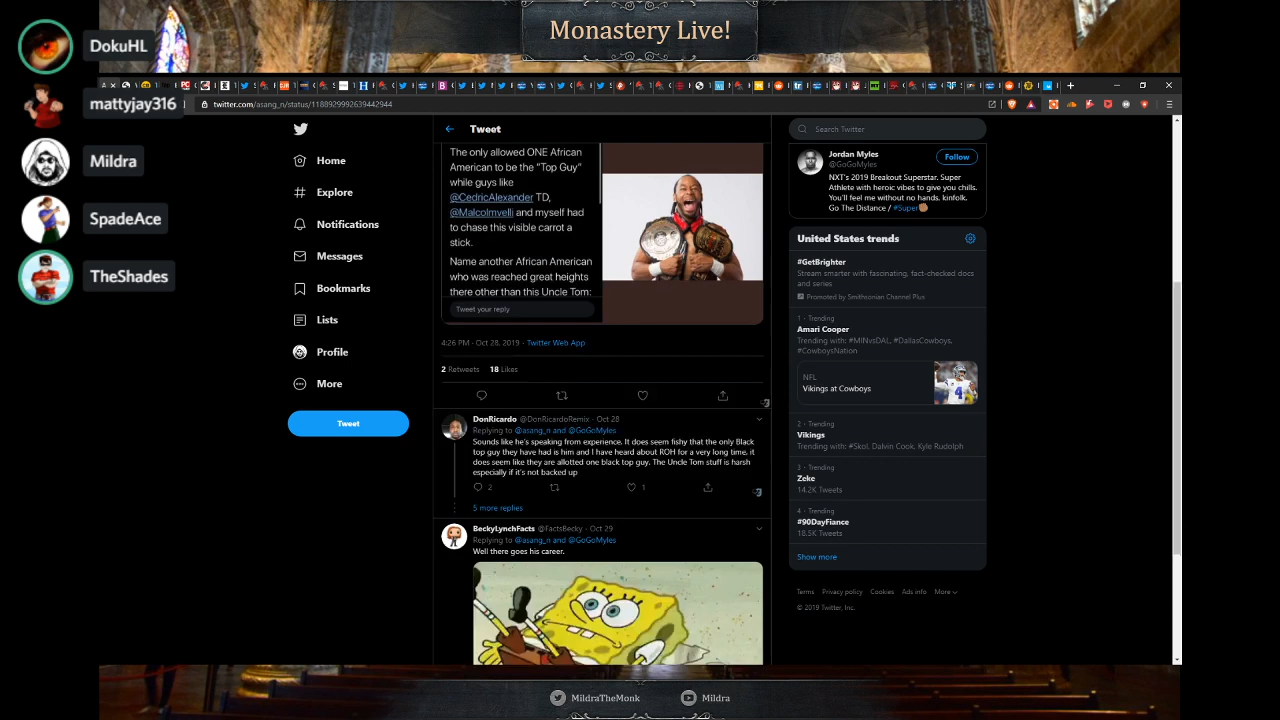 Monastery Live!
DokuHL
mattyjay316
Mildra
SpadeAce
TheShades
twitter.com/asang_n/status/1188929992639442944
Home
Explore
Notifications
Messages
Bookmarks
Lists
Profile
More
Tweet
Tweet
The only allowed ONE African
American to be the "Top Guy"
while guys like
@CedricAlexander TD,
@Malcolmvelli and myself had
to chase this visible carrot a
stick.
Name another African American
who was reached great heights
there other than this Uncle Tom:
Tweet your reply
4:26 PM · Oct 28, 2019 · Twitter Web App
2 Retweets 18 Likes
DonRicardo @DonRicardoRemix · Oct 28
Replying to @asang_n and @GoGoMyles
Sounds like he's speaking from experience. It does seem fishy that the only Black
top guy they have had is him and I have heard about ROH for a very long time, it
does seem like they are allotted one black top guy. The Uncle Tom stuff is harsh
especially if it's not backed up
2 1
5 more replies
BeckyLynchFacts @FactsBecky · Oct 29
Replying to @asang_n and @GoGoMyles
Well there goes his career.
Search Twitter
Jordan Myles
@GoGoMyles
Follow
NXT's 2019 Breakout Superstar. Super
Athlete with heroic vibes to give you chills.
You'll feel me without no hands, kinfolk.
Go The Distance / #Super
United States trends
#GetBrighter
Stream smarter with fascinating, fact-checked docs
and series
Promoted by Smithsonian Channel Plus
1 · Trending
Amari Cooper
Trending with: #MINvsDAL, #DallasCowboys,
#CowboysNation
NFL
Vikings at Cowboys
2 · Trending
Vikings
Trending with: #Skol, Dalvin Cook, Kyle Rudolph
3 · Trending
Zeke
14.2K Tweets
4 · Trending
#90DayFiance
18.5K Tweets
Show more
Terms Privacy policy Cookies Ads info More
© 2019 Twitter, Inc.
MildraTheMonk Mildra